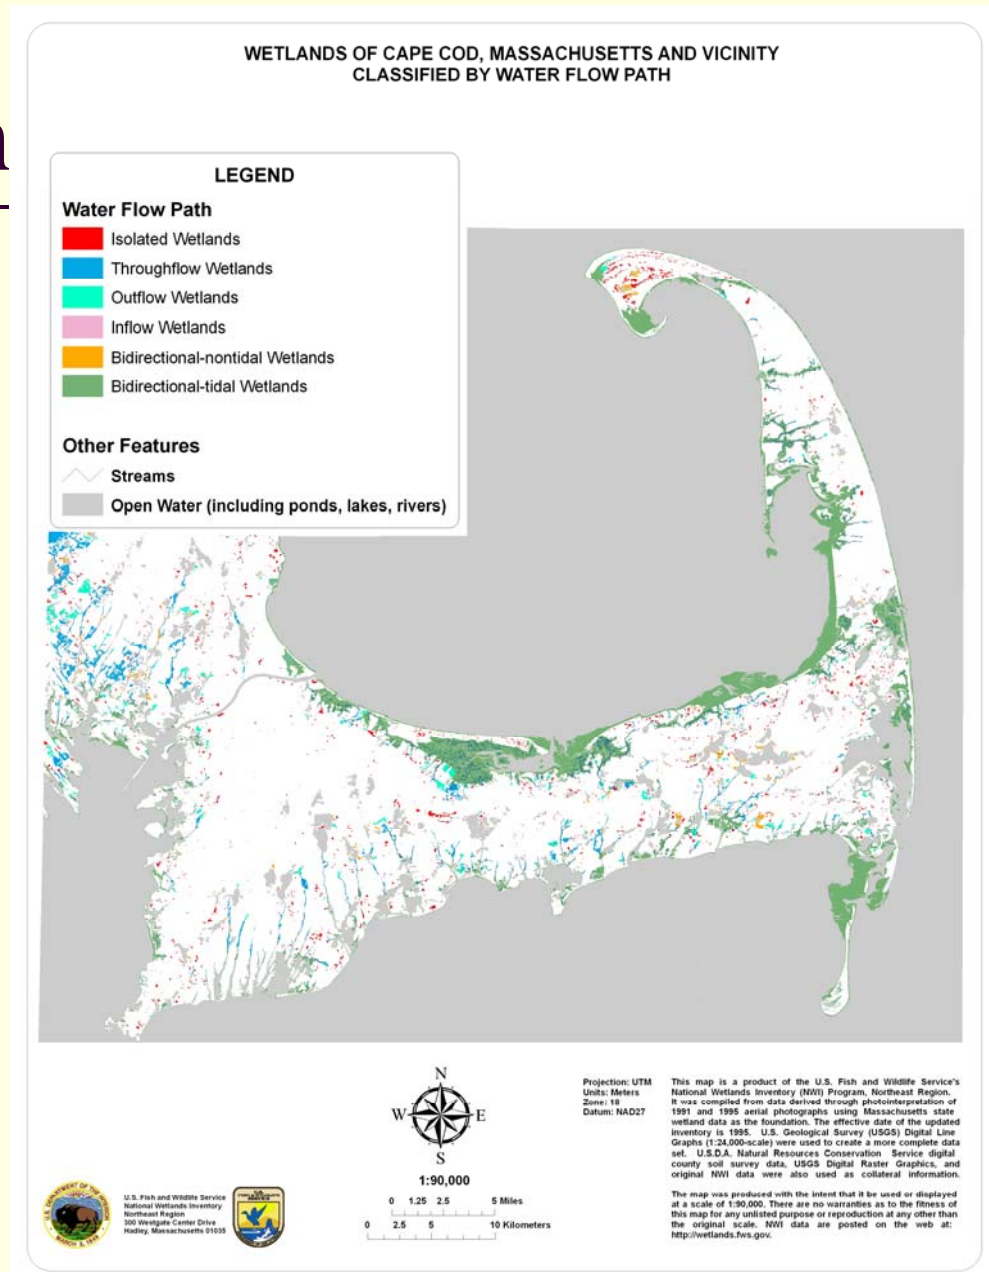 WETLANDS OF CAPE COD, MASSACHUSETTS AND VICINITY
CLASSIFIED BY WATER FLOW PATH
LEGEND
Water Flow Path
Isolated Wetlands
Throughflow Wetlands
Outflow Wetlands
Inflow Wetlands
Bidirectional-nontidal Wetlands
Bidirectional-tidal Wetlands
Other Features
Streams
Open Water (including ponds, lakes, rivers)
N
W E
S
1:90,000
0 1.25 2.5 5 Miles
0 2.5 5 10 Kilometers
U.S. Fish and Wildlife Service
National Wetlands Inventory
Northeast Region
300 Westgate Center Drive
Hadley, Massachusetts 01035
Projection: UTM
Units: Meters
Zone: 18
Datum: NAD27
This map is a product of the U.S. Fish and Wildlife Service's
National Wetlands Inventory (NWI) Program, Northeast Region.
It was compiled from data derived through photointerpretation of
1991 and 1995 aerial photographs using Massachusetts state
wetland data as the foundation. The effective date of the updated
inventory is 1995. U.S. Geological Survey (USGS) Digital Line
Graphs (1:24,000-scale) were used to create a more complete data
set. U.S.D.A. Natural Resources Conservation Service digital
county soil survey data, USGS Digital Raster Graphics, and
original NWI data were also used as collateral information.
The map was produced with the intent that it be used or displayed
at a scale of 1:90,000. There are no warranties as to the fitness of
this map for any unlisted purpose or reproduction at any other than
the original scale. NWI data are posted on the web at:
http://wetlands.fws.gov.